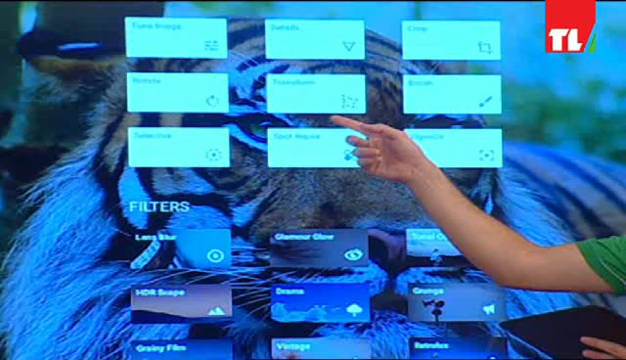 TL
Tune Image
Details
Crop
Rotate
Transform
Brush
Selective
Spot Repair
Vignette
FILTERS
Lens Blur
Glamour Glow
Tonal
HDR Scape
Drama
Grunge
Grainy Film
Vintage
Retrolux